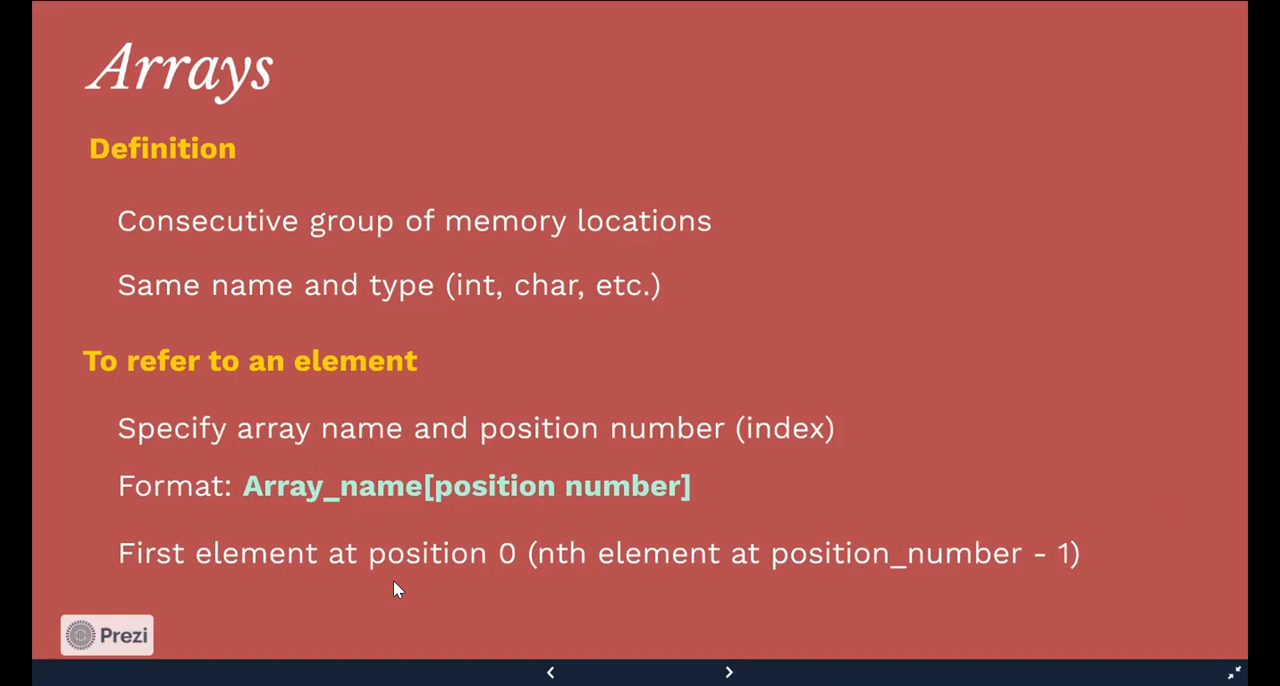 Arrays
Definition
Consecutive group of memory locations
Same name and type (int, char, etc.)
To refer to an element
Specify array name and position number (index)
Format: Array_name[position number]
First element at position 0 (nth element at position_number - 1)
Prezi